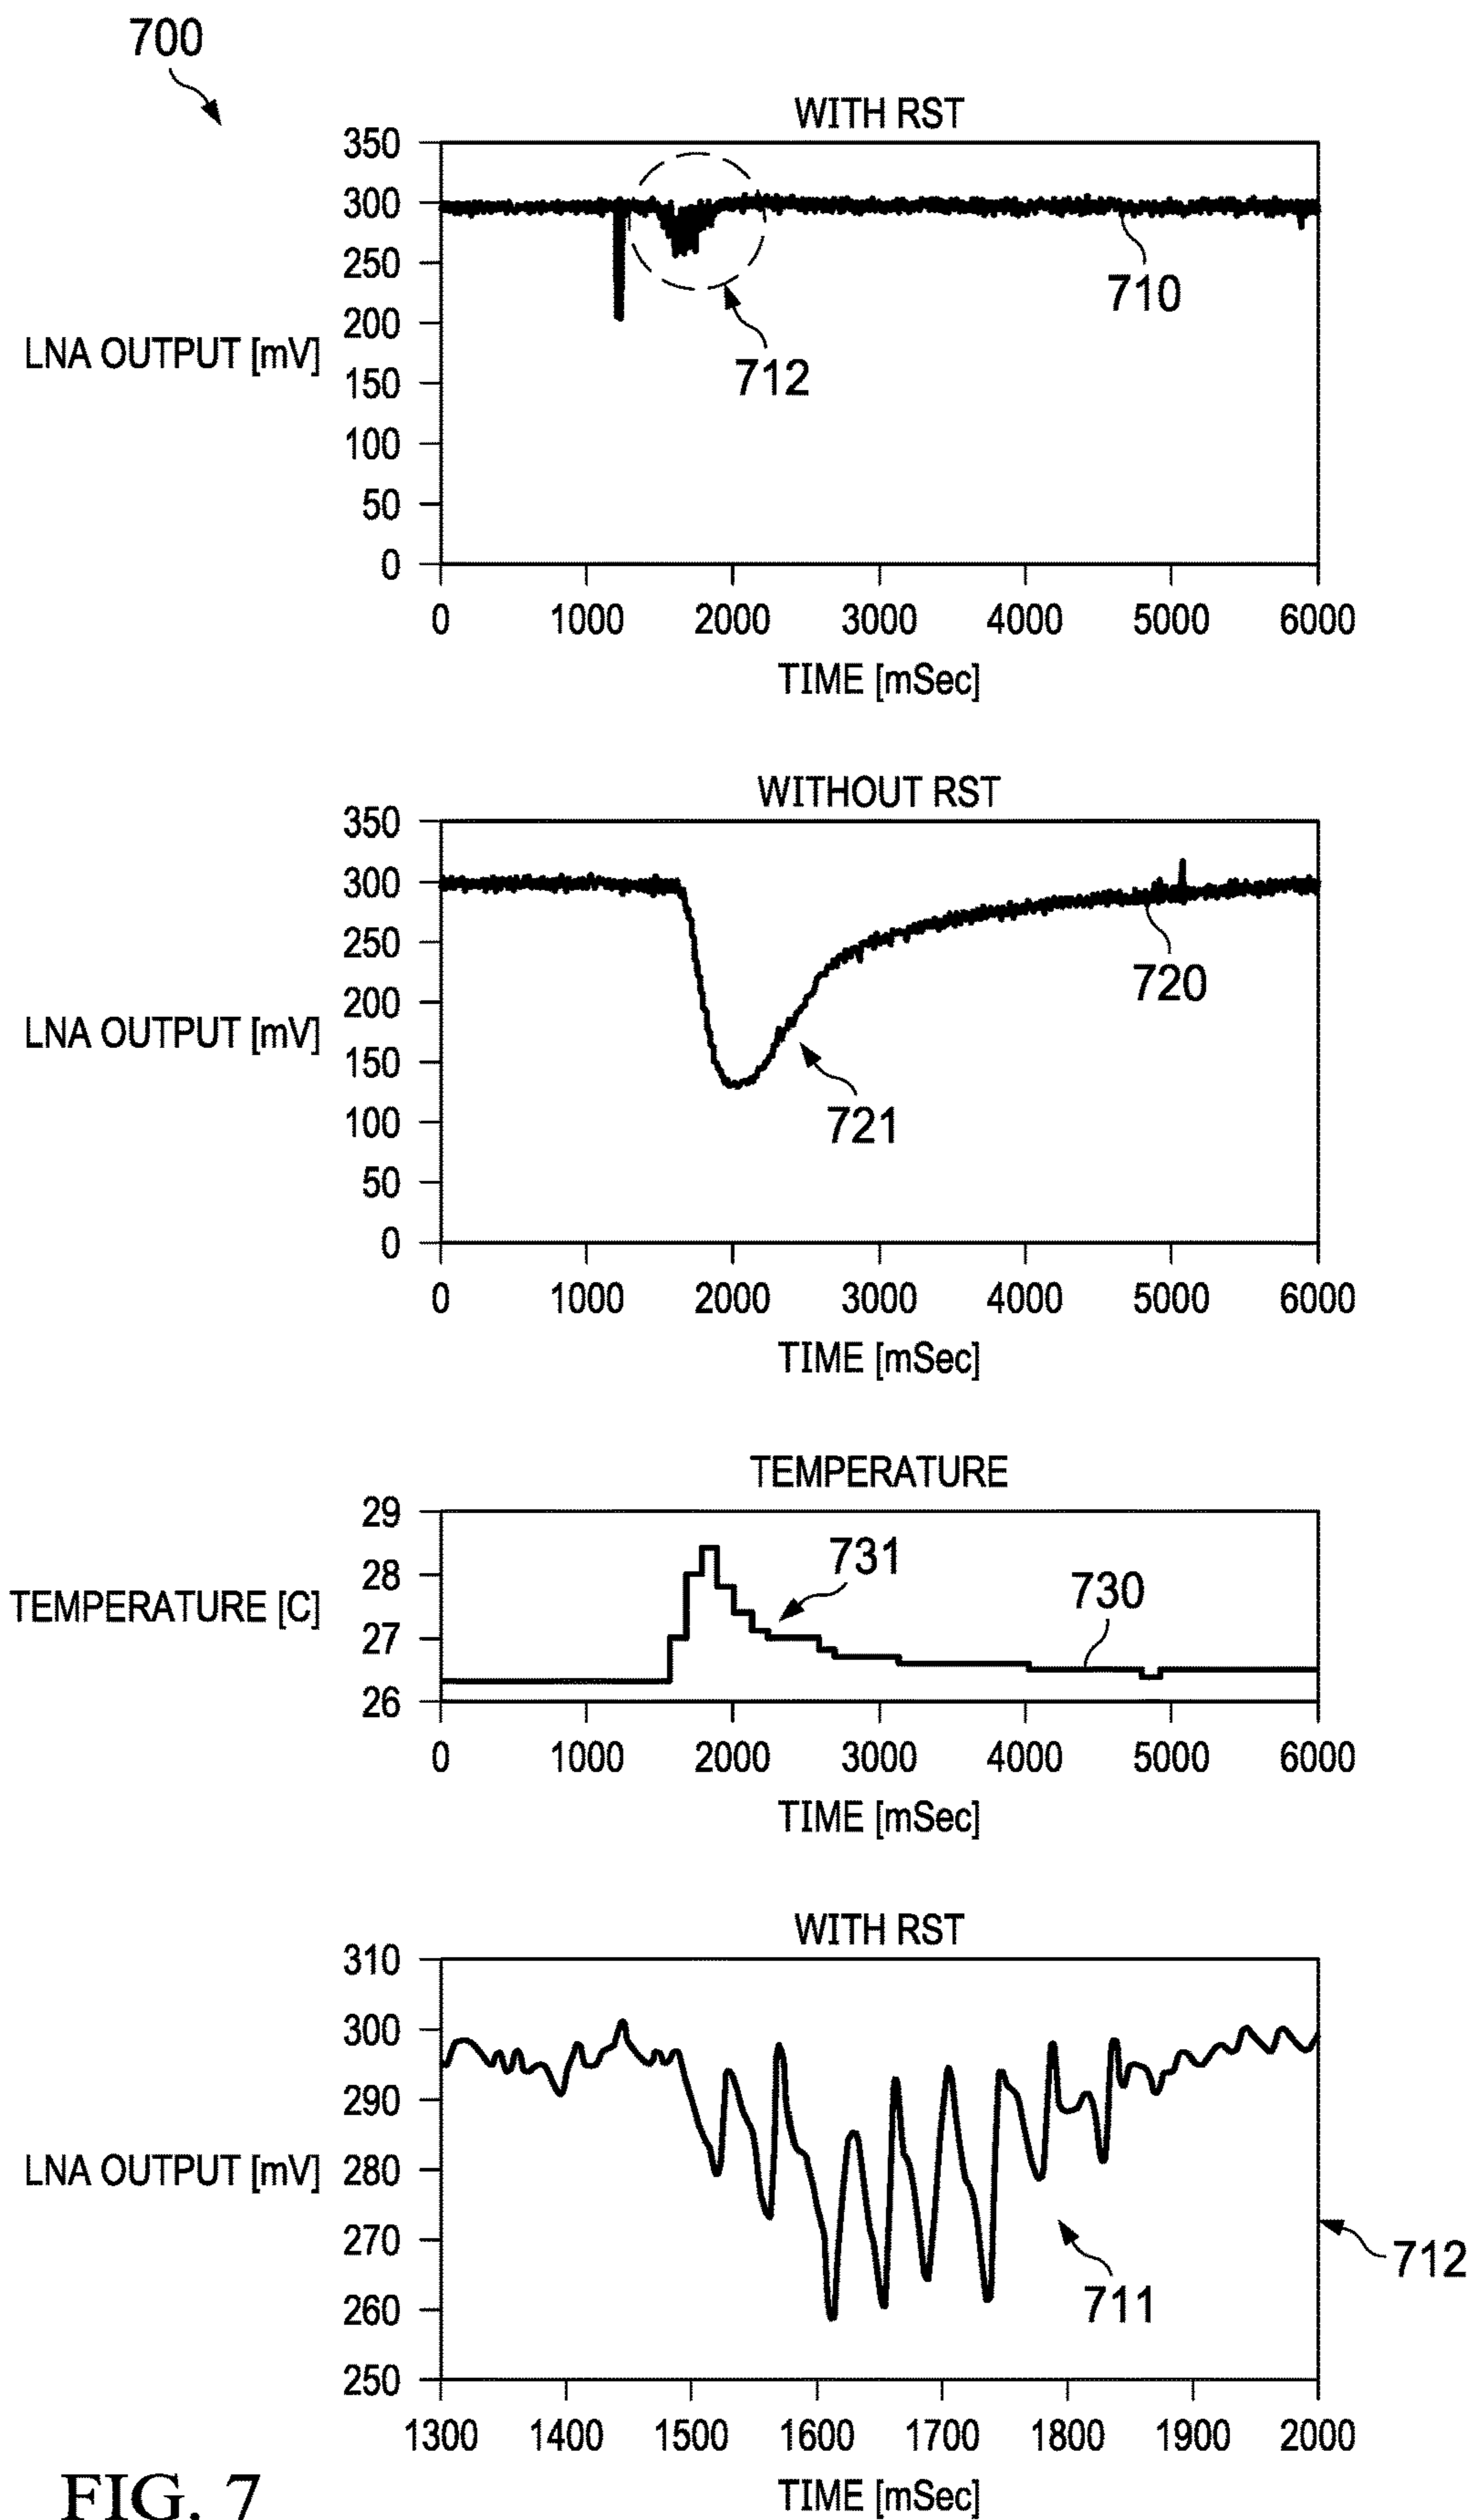 700
WITH RST
350
300
250
200
150
100
50
0
LNA OUTPUT [mV]
710
712
0 1000 2000 3000 4000 5000 6000
TIME [mSec]
WITHOUT RST
350
300
250
200
150
100
50
0
LNA OUTPUT [mV]
720
721
0 1000 2000 3000 4000 5000 6000
TIME [mSec]
TEMPERATURE
29
28
27
26
TEMPERATURE [C]
731
730
0 1000 2000 3000 4000 5000 6000
TIME [mSec]
WITH RST
310
300
290
280
270
260
250
LNA OUTPUT [mV]
711
712
1300 1400 1500 1600 1700 1800 1900 2000
TIME [mSec]
FIG. 7